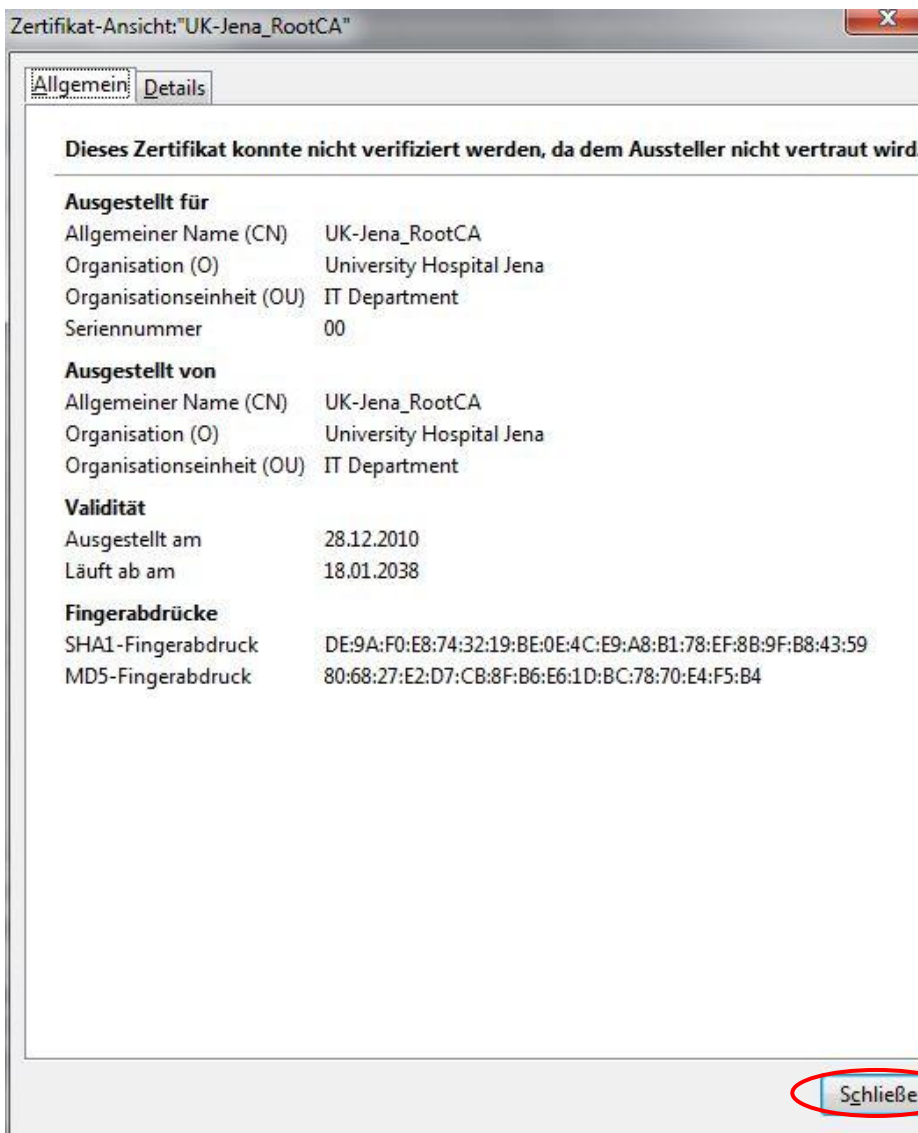 Zertifikat-Ansicht:"UK-Jena_RootCA"
x
Allgemein Details
Dieses Zertifikat konnte nicht verifiziert werden, da dem Aussteller nicht vertraut wird.
Ausgestellt für
Allgemeiner Name (CN) UK-Jena_RootCA
Organisation (O) University Hospital Jena
Organisationseinheit (OU) IT Department
Seriennummer 00
Ausgestellt von
Allgemeiner Name (CN) UK-Jena_RootCA
Organisation (O) University Hospital Jena
Organisationseinheit (OU) IT Department
Validität
Ausgestellt am 28.12.2010
Läuft ab am 18.01.2038
Fingerabdrücke
SHA1-Fingerabdruck DE:9A:F0:E8:74:32:19:BE:0E:4C:E9:A8:B1:78:EF:8B:9F:B8:43:59
MD5-Fingerabdruck 80:68:27:E2:D7:CB:8F:B6:E6:1D:BC:78:70:E4:F5:B4
Schließe